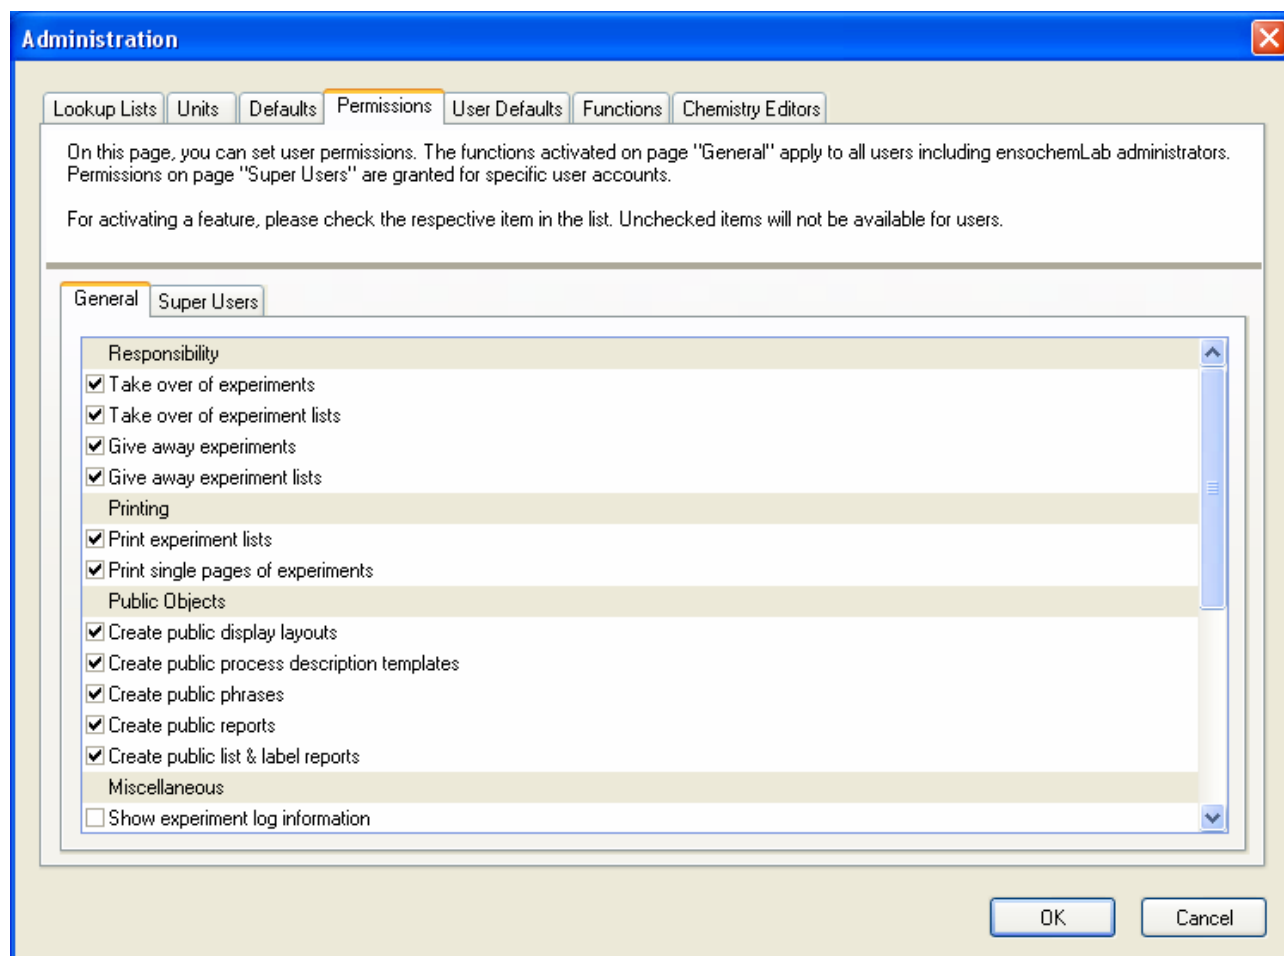 Administration
Lookup Lists Units Defaults Permissions User Defaults Functions Chemistry Editors
On this page, you can set user permissions. The functions activated on page "General" apply to all users including ensochemLab administrators.
Permissions on page "Super Users" are granted for specific user accounts.
For activating a feature, please check the respective item in the list. Unchecked items will not be available for users.
General Super Users
Responsibility
Take over of experiments
Take over of experiment lists
Give away experiments
Give away experiment lists
Printing
Print experiment lists
Print single pages of experiments
Public Objects
Create public display layouts
Create public process description templates
Create public phrases
Create public reports
Create public list & label reports
Miscellaneous
Show experiment log information
OK Cancel